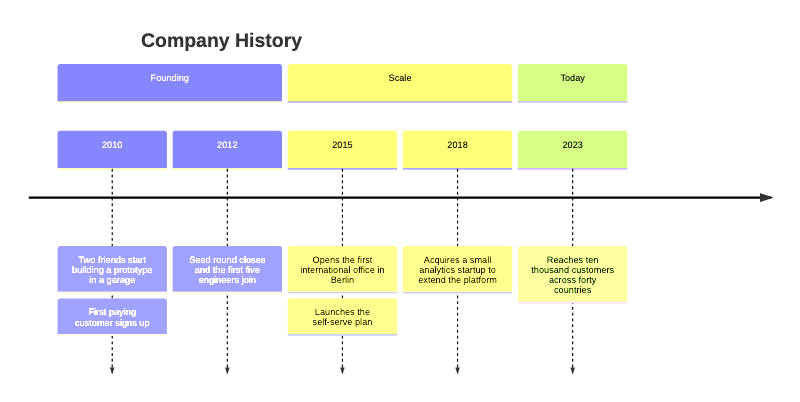 Company History
Founding
Scale
Today
2010
2012
2015
2018
2023
Two friends start
building a prototype
in a garage
First paying
customer signs up
Seed round closes
and the first five
engineers join
Opens the first
international office in
Berlin
Launches the
self-serve plan
Acquires a small
analytics startup to
extend the platform
Reaches ten
thousand customers
across forty
countries